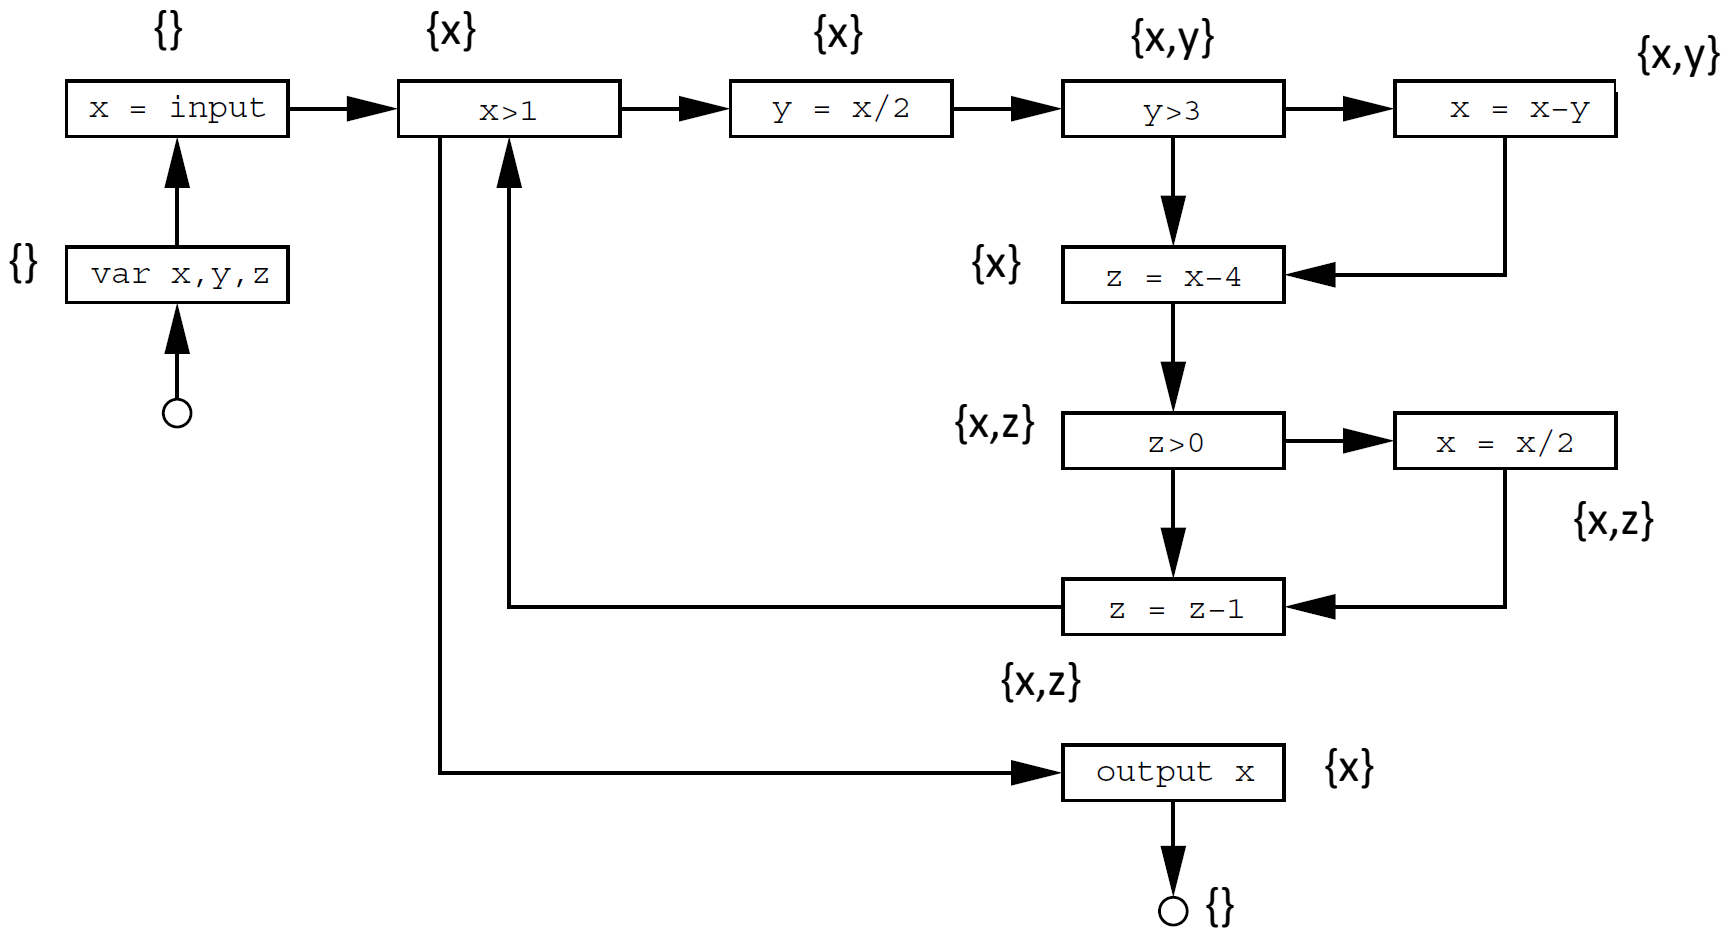 {} {x} {x} {x,y} {x,y}
x = input x>1 y = x/2 y>3 x = x-y
{} var x,y,z {x} z = x-4
{x,z} z>0 x = x/2
{x,z}
z = z-1
{x,z}
output x {x}
{}